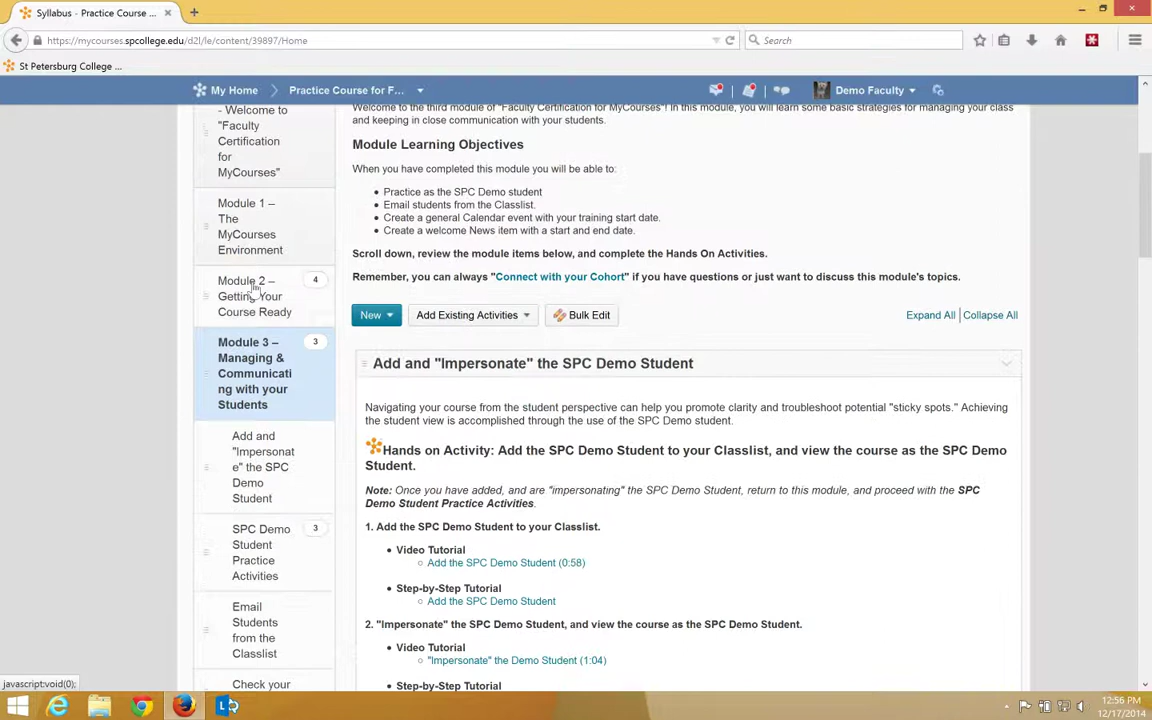 Syllabus - Practice Course ...
https://mycourses.spcollege.edu/d2l/le/content/39897/Home
Search
St Petersburg College ...
My Home
Practice Course for F...
Demo Faculty
- Welcome to
"Faculty
Certification
for
MyCourses"
Module 1 –
The
MyCourses
Environment
Module 2 –
Getting Your
Course Ready
4
Module 3 –
Managing &
Communicati
ng with your
Students
3
Add and
"Impersonat
e" the SPC
Demo
Student
SPC Demo
Student
Practice
Activities
3
Email
Students
from the
Classlist
Check your
Welcome to the third module of "Faculty Certification for MyCourses"! In this module, you will learn some basic strategies for managing your class
and keeping in close communication with your students.
Module Learning Objectives
When you have completed this module you will be able to:
• Practice as the SPC Demo student
• Email students from the Classlist.
• Create a general Calendar event with your training start date.
• Create a welcome News item with a start and end date.
Scroll down, review the module items below, and complete the Hands On Activities.
Remember, you can always "Connect with your Cohort" if you have questions or just want to discuss this module's topics.
New
Add Existing Activities
Bulk Edit
Expand All | Collapse All
Add and "Impersonate" the SPC Demo Student
Navigating your course from the student perspective can help you promote clarity and troubleshoot potential "sticky spots." Achieving
the student view is accomplished through the use of the SPC Demo student.
Hands on Activity: Add the SPC Demo Student to your Classlist, and view the course as the SPC Demo
Student.
Note: Once you have added, and are "impersonating" the SPC Demo Student, return to this module, and proceed with the SPC
Demo Student Practice Activities.
1. Add the SPC Demo Student to your Classlist.
• Video Tutorial
Add the SPC Demo Student (0:58)
• Step-by-Step Tutorial
Add the SPC Demo Student
2. "Impersonate" the SPC Demo Student, and view the course as the SPC Demo Student.
• Video Tutorial
"Impersonate" the Demo Student (1:04)
• Step-by-Step Tutorial
javascript:void(0);
12:56 PM
12/17/2014